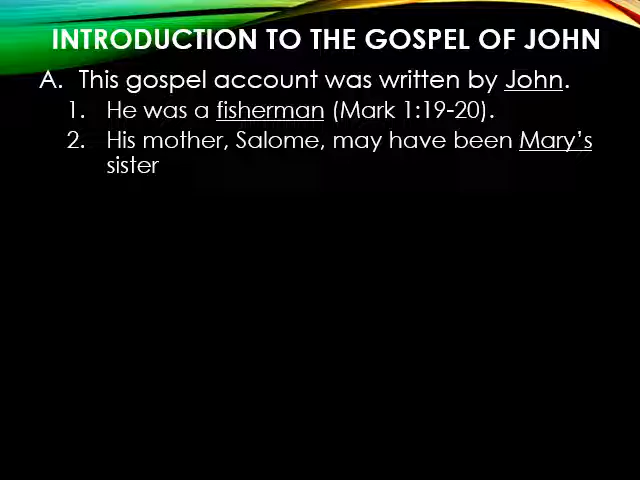 INTRODUCTION TO THE GOSPEL OF JOHN
A. This gospel account was written by John.
1. He was a fisherman (Mark 1:19-20).
2. His mother, Salome, may have been Mary’s
sister